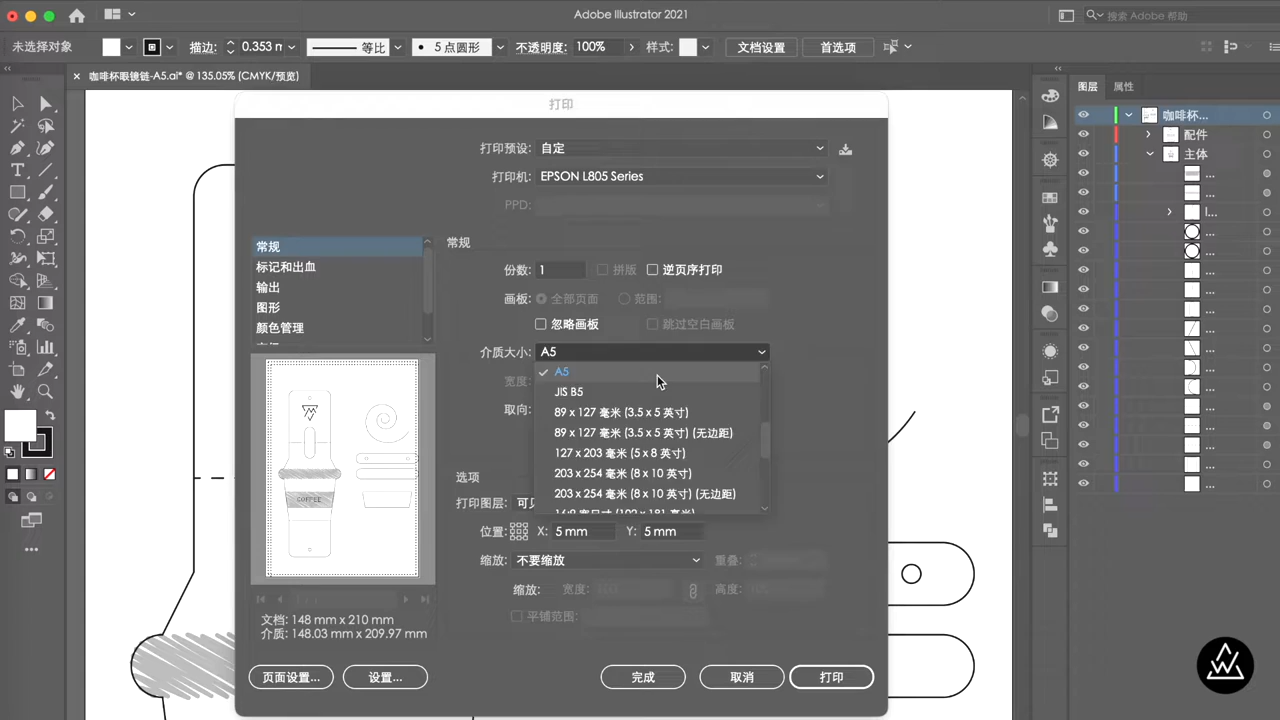 Adobe Illustrator 2021
搜索 Adobe 帮助
未选择对象
描边:
0.353 m
等比
5 点圆形
不透明度:
100%
样式:
文档设置
首选项
咖啡杯眼镜链-A5.ai* @ 135.05% (CMYK/预览)
图层
属性
咖啡杯...
配件
主体
...
...
l...
...
...
...
...
...
...
...
...
...
...
...
...
...
...
打印
打印预设:
自定
打印机:
EPSON L805 Series
PPD:
常规
标记和出血
输出
图形
颜色管理
常规
份数:
1
拼版
逆页序打印
画板:
全部页面
范围:
忽略画板
跳过空白画板
介质大小:
A5
A5
JIS B5
89 x 127 毫米 (3.5 x 5 英寸)
89 x 127 毫米 (3.5 x 5 英寸) (无边距)
127 x 203 毫米 (5 x 8 英寸)
203 x 254 毫米 (8 x 10 英寸)
203 x 254 毫米 (8 x 10 英寸) (无边距)
宽度:
取向:
选项
打印图层:
位置:
X:
5 mm
Y:
5 mm
缩放:
不要缩放
重叠:
缩放:
宽度:
高度:
平铺范围:
COFFEE
文档: 148 mm x 210 mm
介质: 148.03 mm x 209.97 mm
页面设置...
设置...
完成
取消
打印